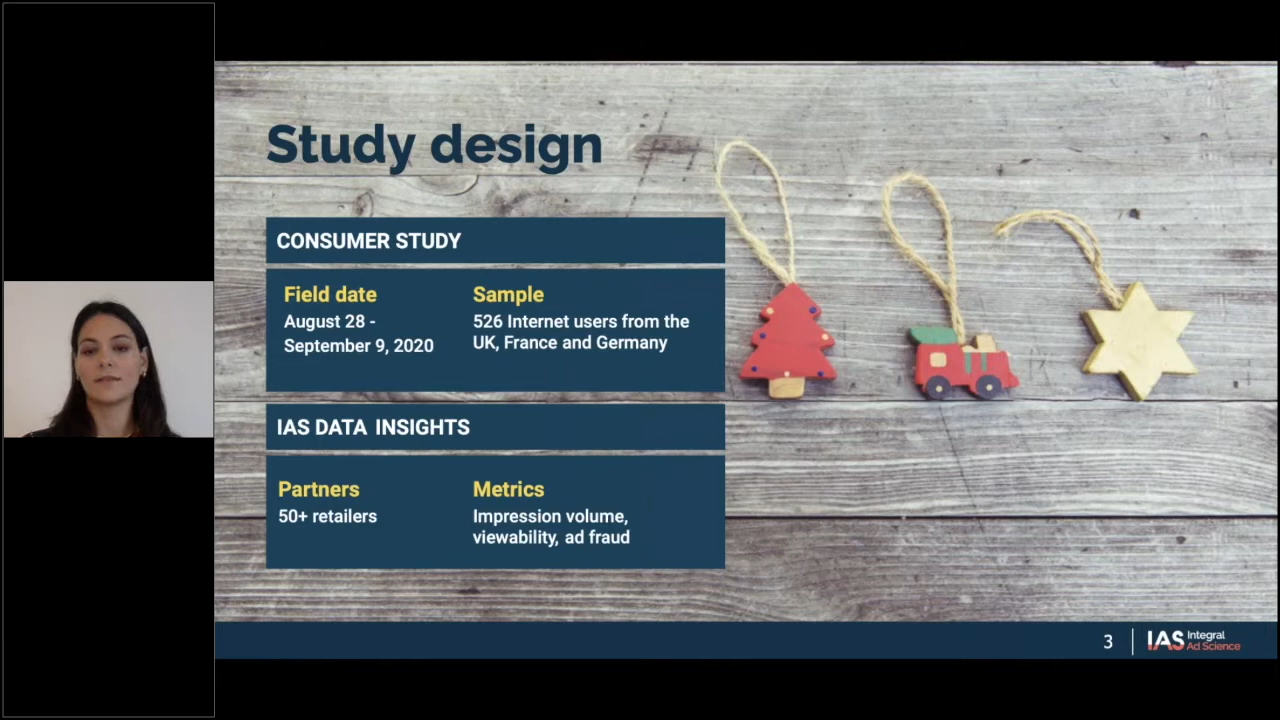 Study design
CONSUMER STUDY
Field date
August 28 -
September 9, 2020
Sample
526 Internet users from the
UK, France and Germany
IAS DATA INSIGHTS
Partners
50+ retailers
Metrics
Impression volume,
viewability, ad fraud
3
IAS Integral
Ad Science